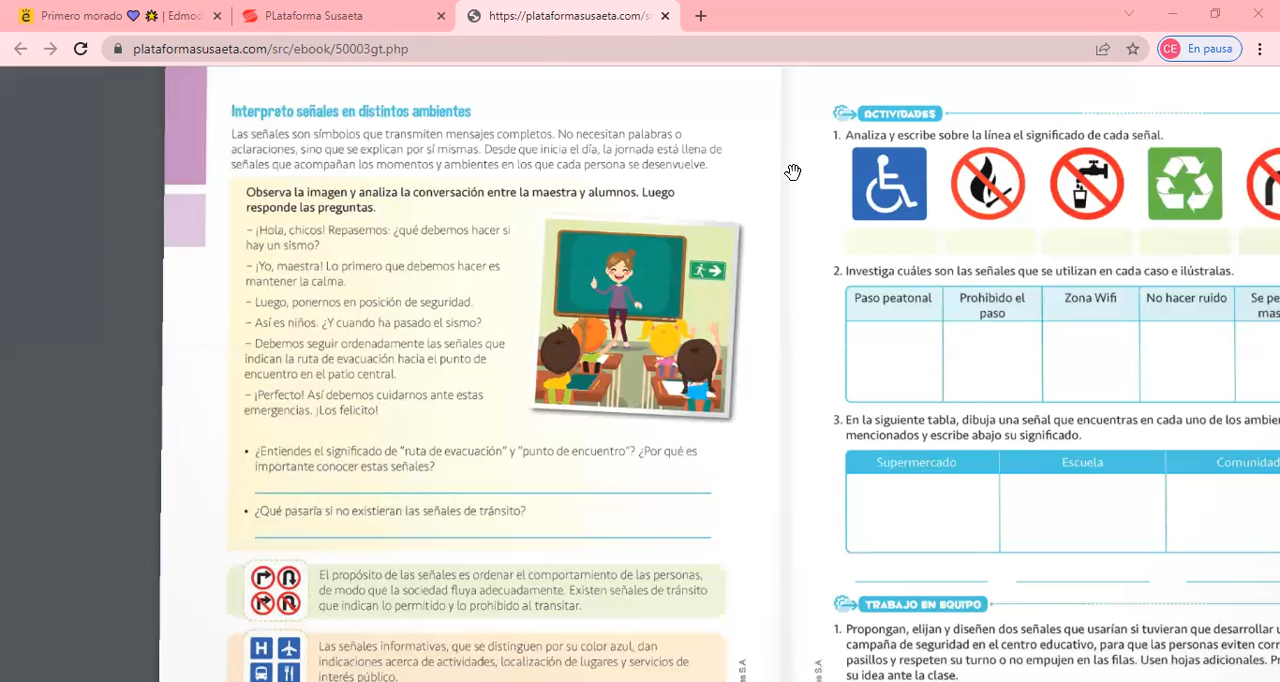 Primero morado 💜 🌟 | Edmod
PLataforma Susaeta
https://plataformasusaeta.com/s
plataformasusaeta.com/src/ebook/50003gt.php
CE En pausa
Interpreto señales en distintos ambientes
Las señales son símbolos que transmiten mensajes completos. No necesitan palabras o
aclaraciones, sino que se explican por sí mismas. Desde que inicia el día, la jornada está llena de
señales que acompañan los momentos y ambientes en los que cada persona se desenvuelve.
Observa la imagen y analiza la conversación entre la maestra y alumnos. Luego
responde las preguntas.
– ¡Hola, chicos! Repasemos: ¿qué debemos hacer si
hay un sismo?
– ¡Yo, maestra! Lo primero que debemos hacer es
mantener la calma.
– Luego, ponernos en posición de seguridad.
– Así es niños. ¿Y cuando ha pasado el sismo?
– Debemos seguir ordenadamente las señales que
indican la ruta de evacuación hacia el punto de
encuentro en el patio central.
– ¡Perfecto! Así debemos cuidarnos ante estas
emergencias. ¡Los felicito!
• ¿Entiendes el significado de "ruta de evacuación" y "punto de encuentro"? ¿Por qué es
importante conocer estas señales?
• ¿Qué pasaría si no existieran las señales de tránsito?
El propósito de las señales es ordenar el comportamiento de las personas,
de modo que la sociedad fluya adecuadamente. Existen señales de tránsito
que indican lo permitido y lo prohibido al transitar.
H
Las señales informativas, que se distinguen por su color azul, dan
indicaciones acerca de actividades, localización de lugares y servicios de
interés público.
S.A.
ACTIVIDADES
1. Analiza y escribe sobre la línea el significado de cada señal.
2. Investiga cuáles son las señales que se utilizan en cada caso e ilústralas.
Paso peatonal
Prohibido el
paso
Zona Wifi
No hacer ruido
Se pe
mas
3. En la siguiente tabla, dibuja una señal que encuentras en cada uno de los ambie
mencionados y escribe abajo su significado.
Supermercado
Escuela
Comunidad
TRABAJO EN EQUIPO
1. Propongan, elijan y diseñen dos señales que usarían si tuvieran que desarrollar u
campaña de seguridad en el centro educativo, para que las personas eviten corr
pasillos y respeten su turno o no empujen en las filas. Usen hojas adicionales. Pr
su idea ante la clase.
s S.A.